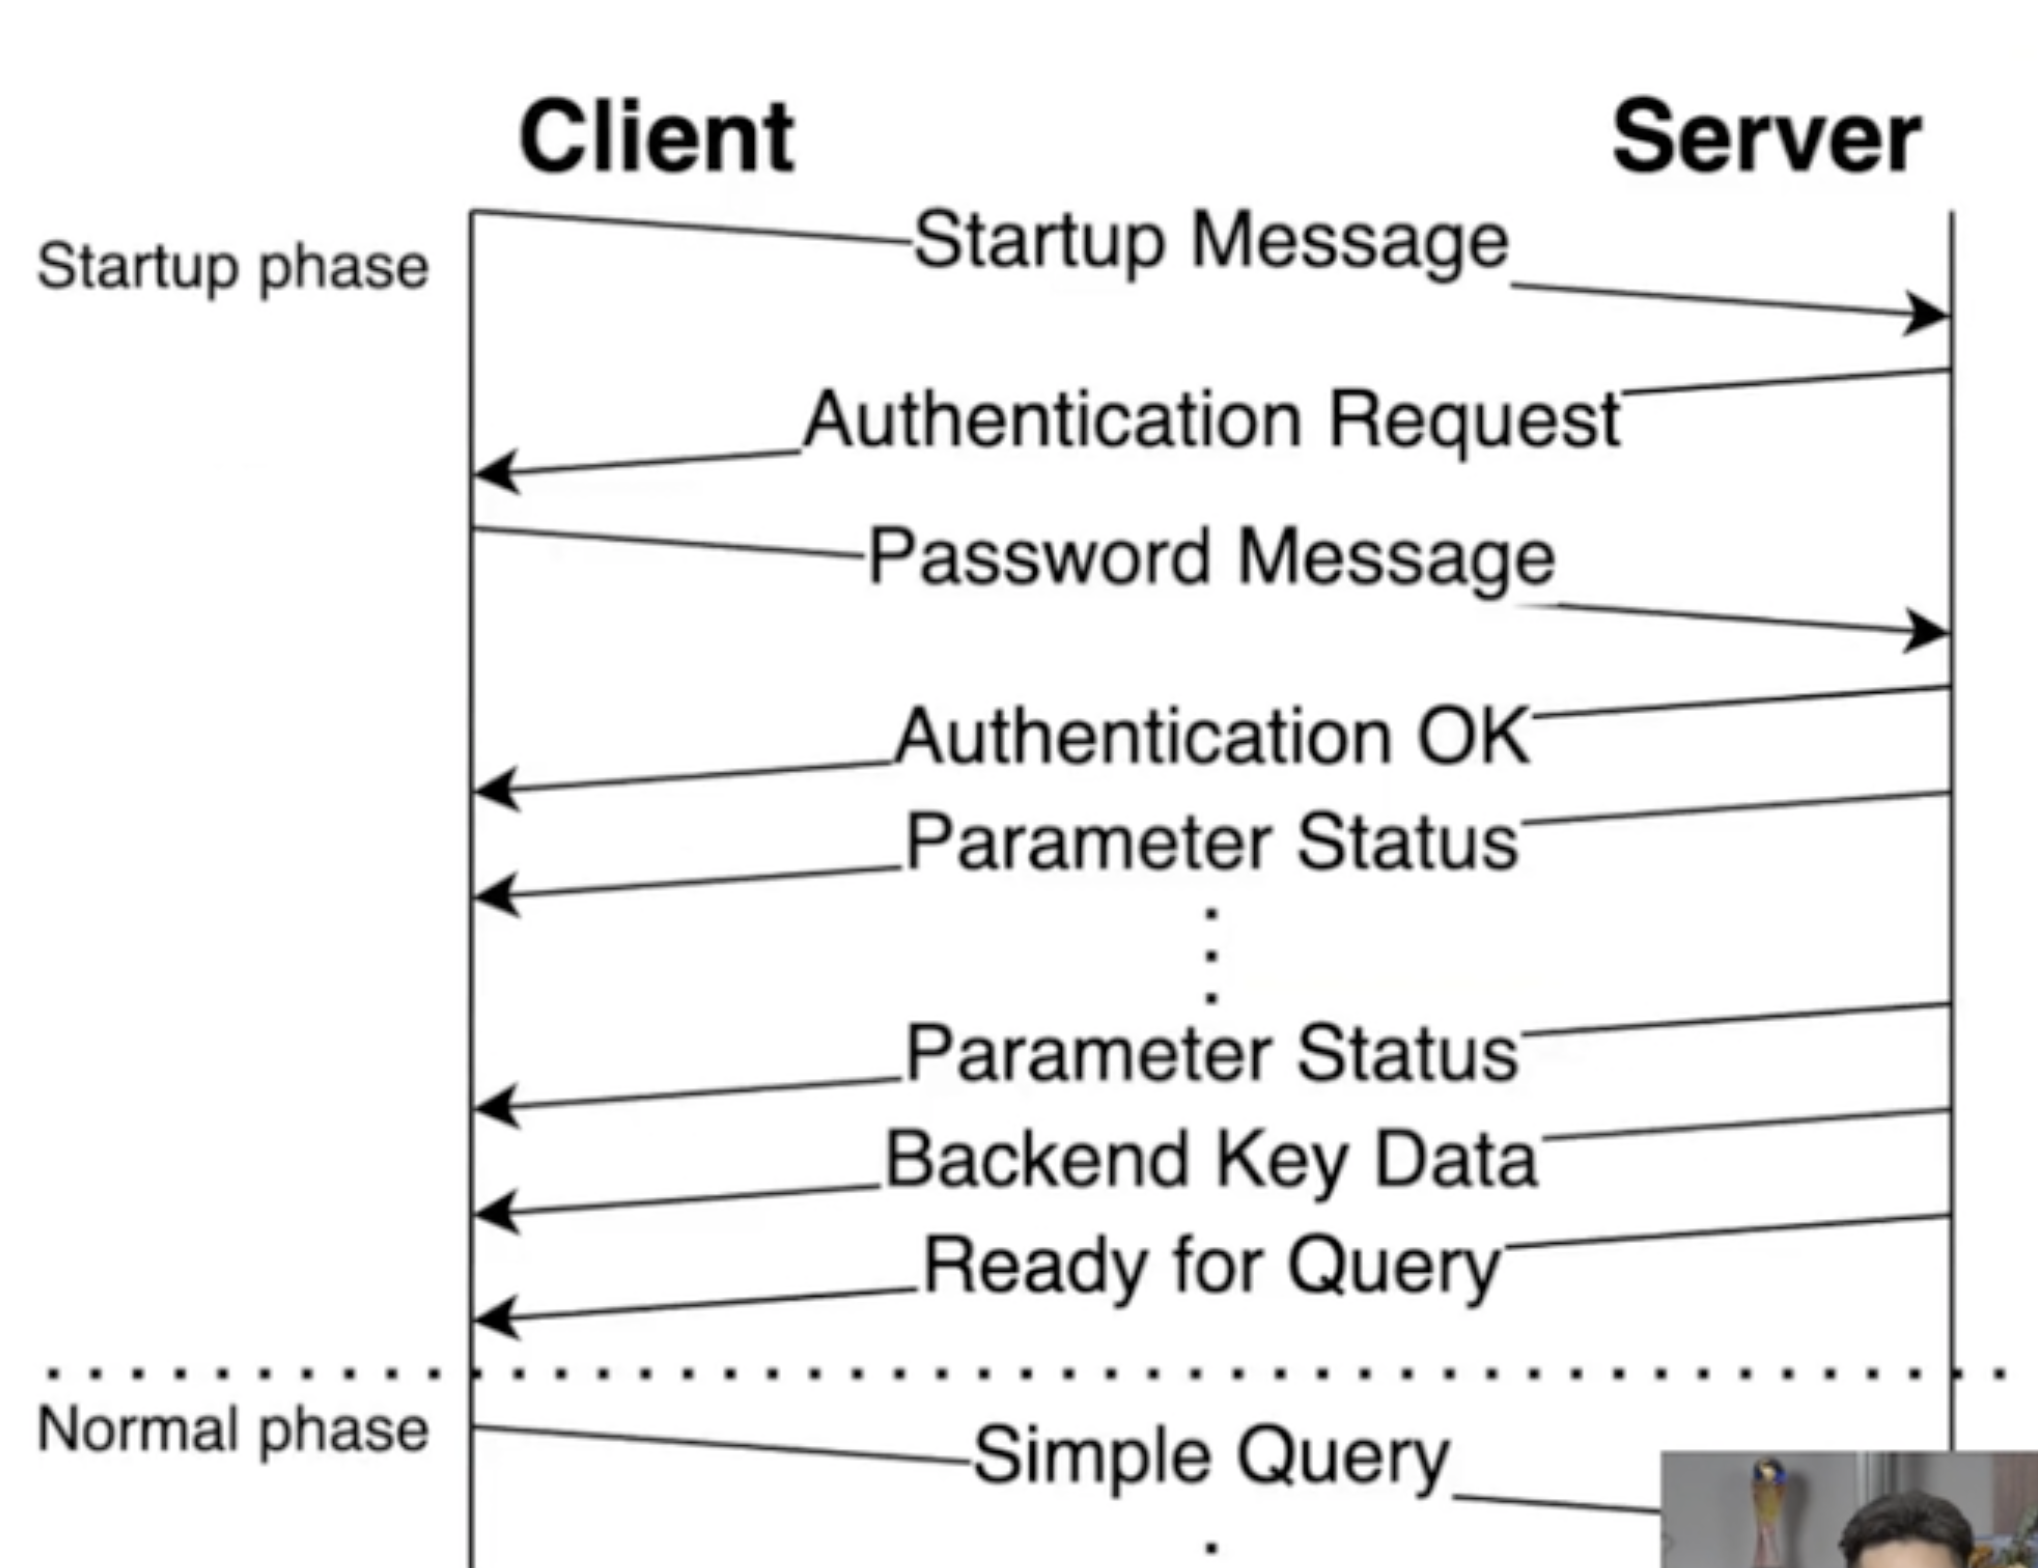 Client Server
Startup Message
Startup phase
Authentication Request
Password Message
Authentication OK
Parameter Status
Parameter Status
Backend Key Data
Ready for Query
Normal phase
Simple Query